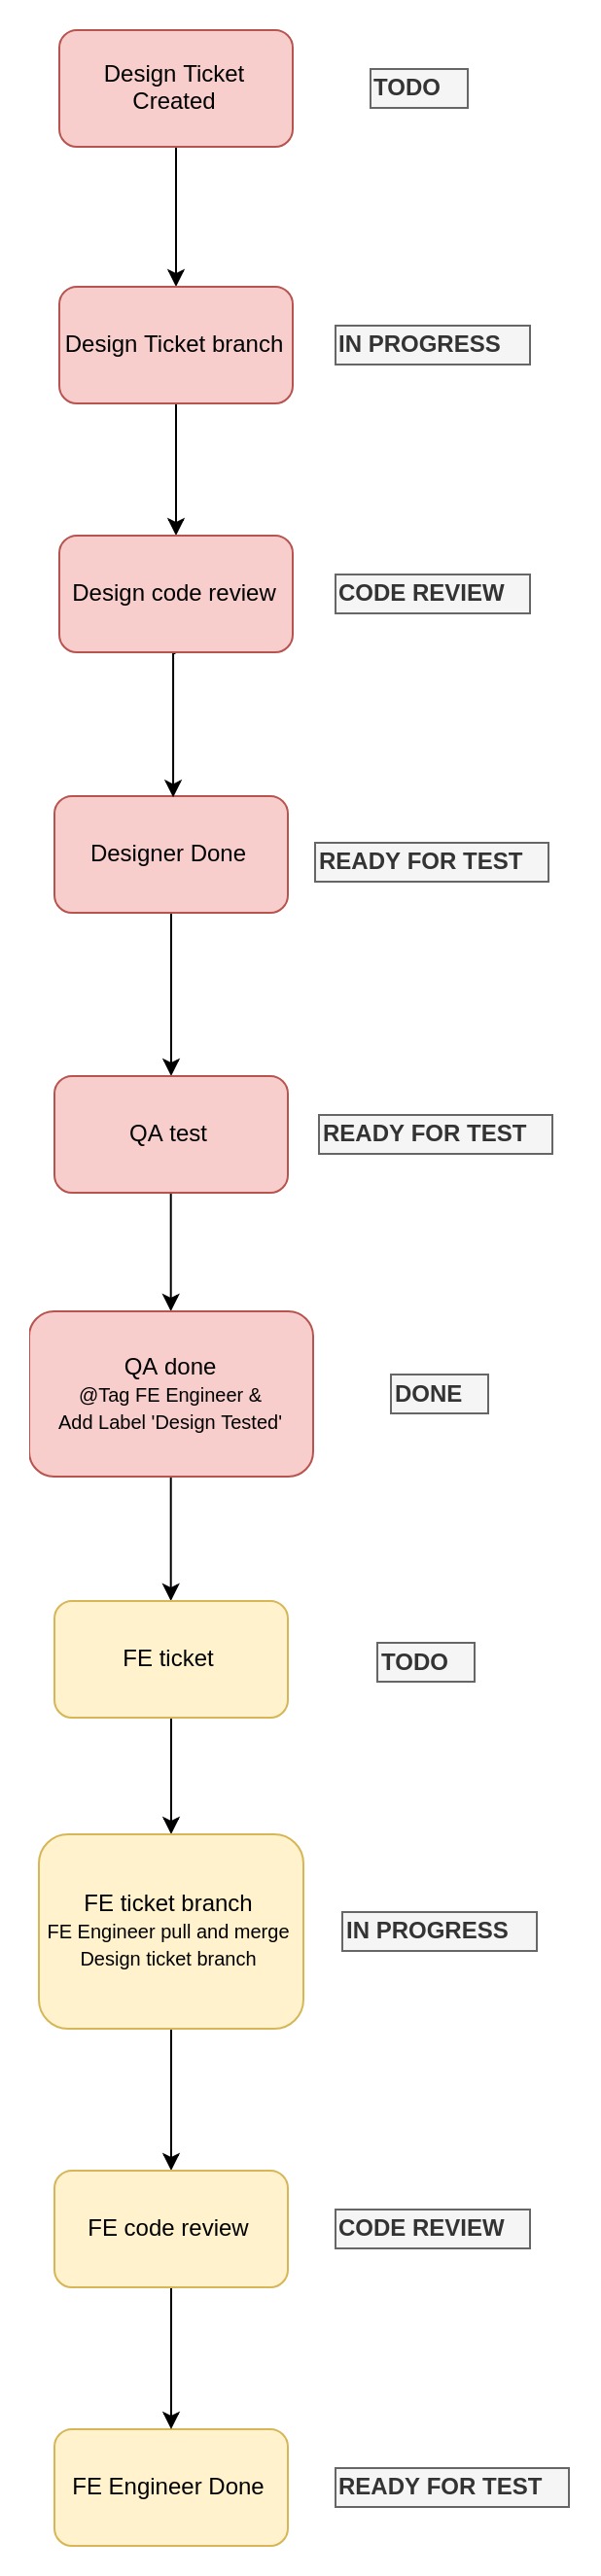 Design Ticket
Created
TODO
Design Ticket branch
IN PROGRESS
Design code review
CODE REVIEW
Designer Done
READY FOR TEST
QA test
READY FOR TEST
QA done
@Tag FE Engineer &
Add Label 'Design Tested'
DONE
FE ticket
TODO
FE ticket branch
FE Engineer pull and merge
Design ticket branch
IN PROGRESS
FE code review
CODE REVIEW
FE Engineer Done
READY FOR TEST